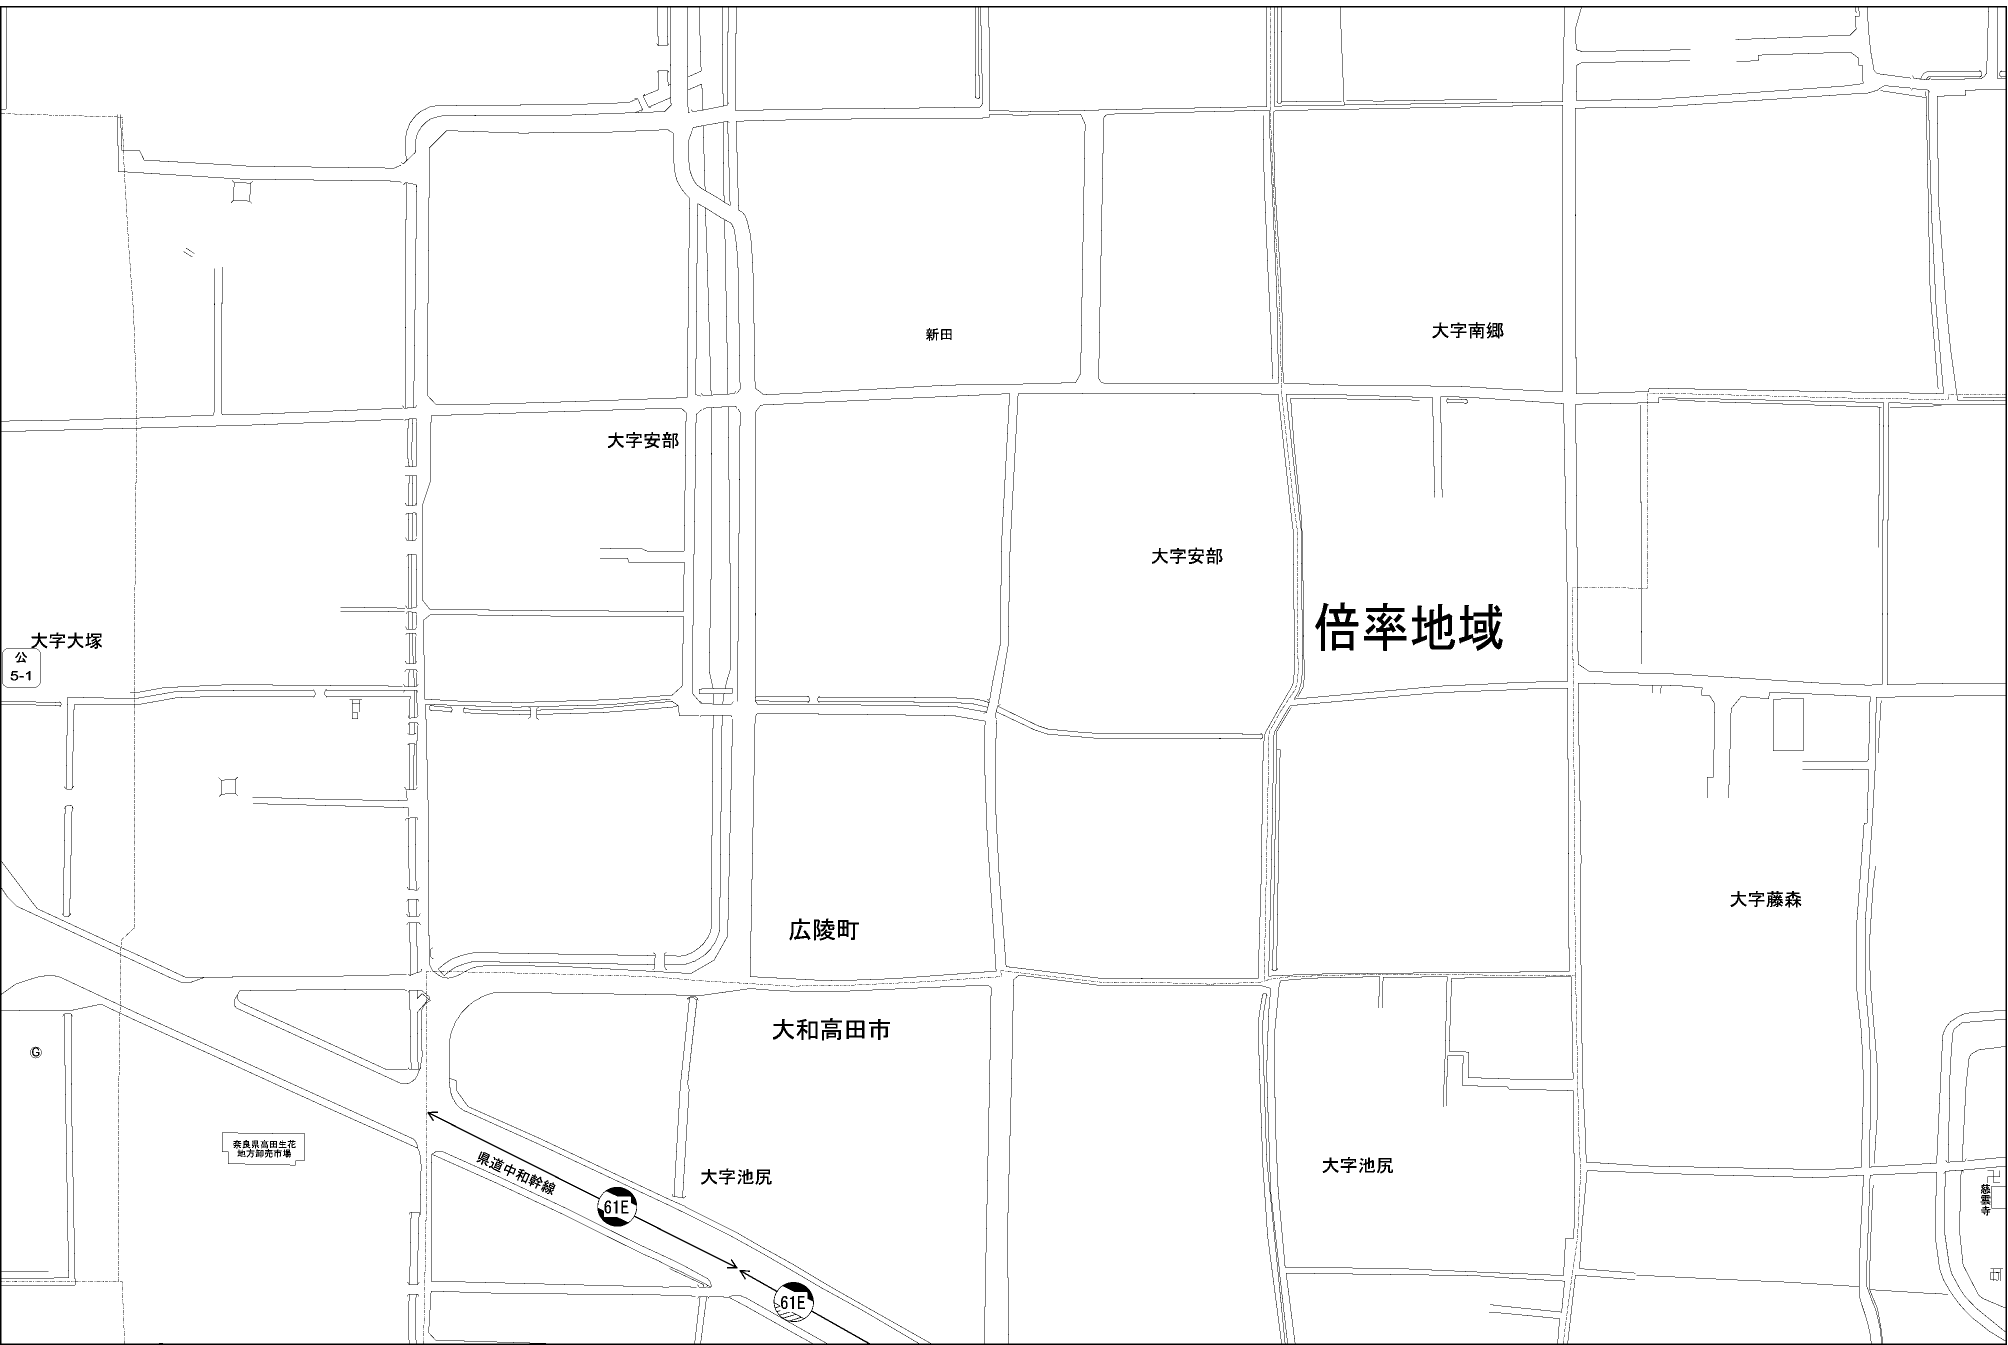 新田
大字南郷
大字安部
大字安部
倍率地域
大字大塚
公
5-1
大字藤森
広陵町
大和高田市
G
奈良県高田生花
地方卸売市場
県道中和幹線
大字池尻
大字池尻
61E
慈雲寺
61E